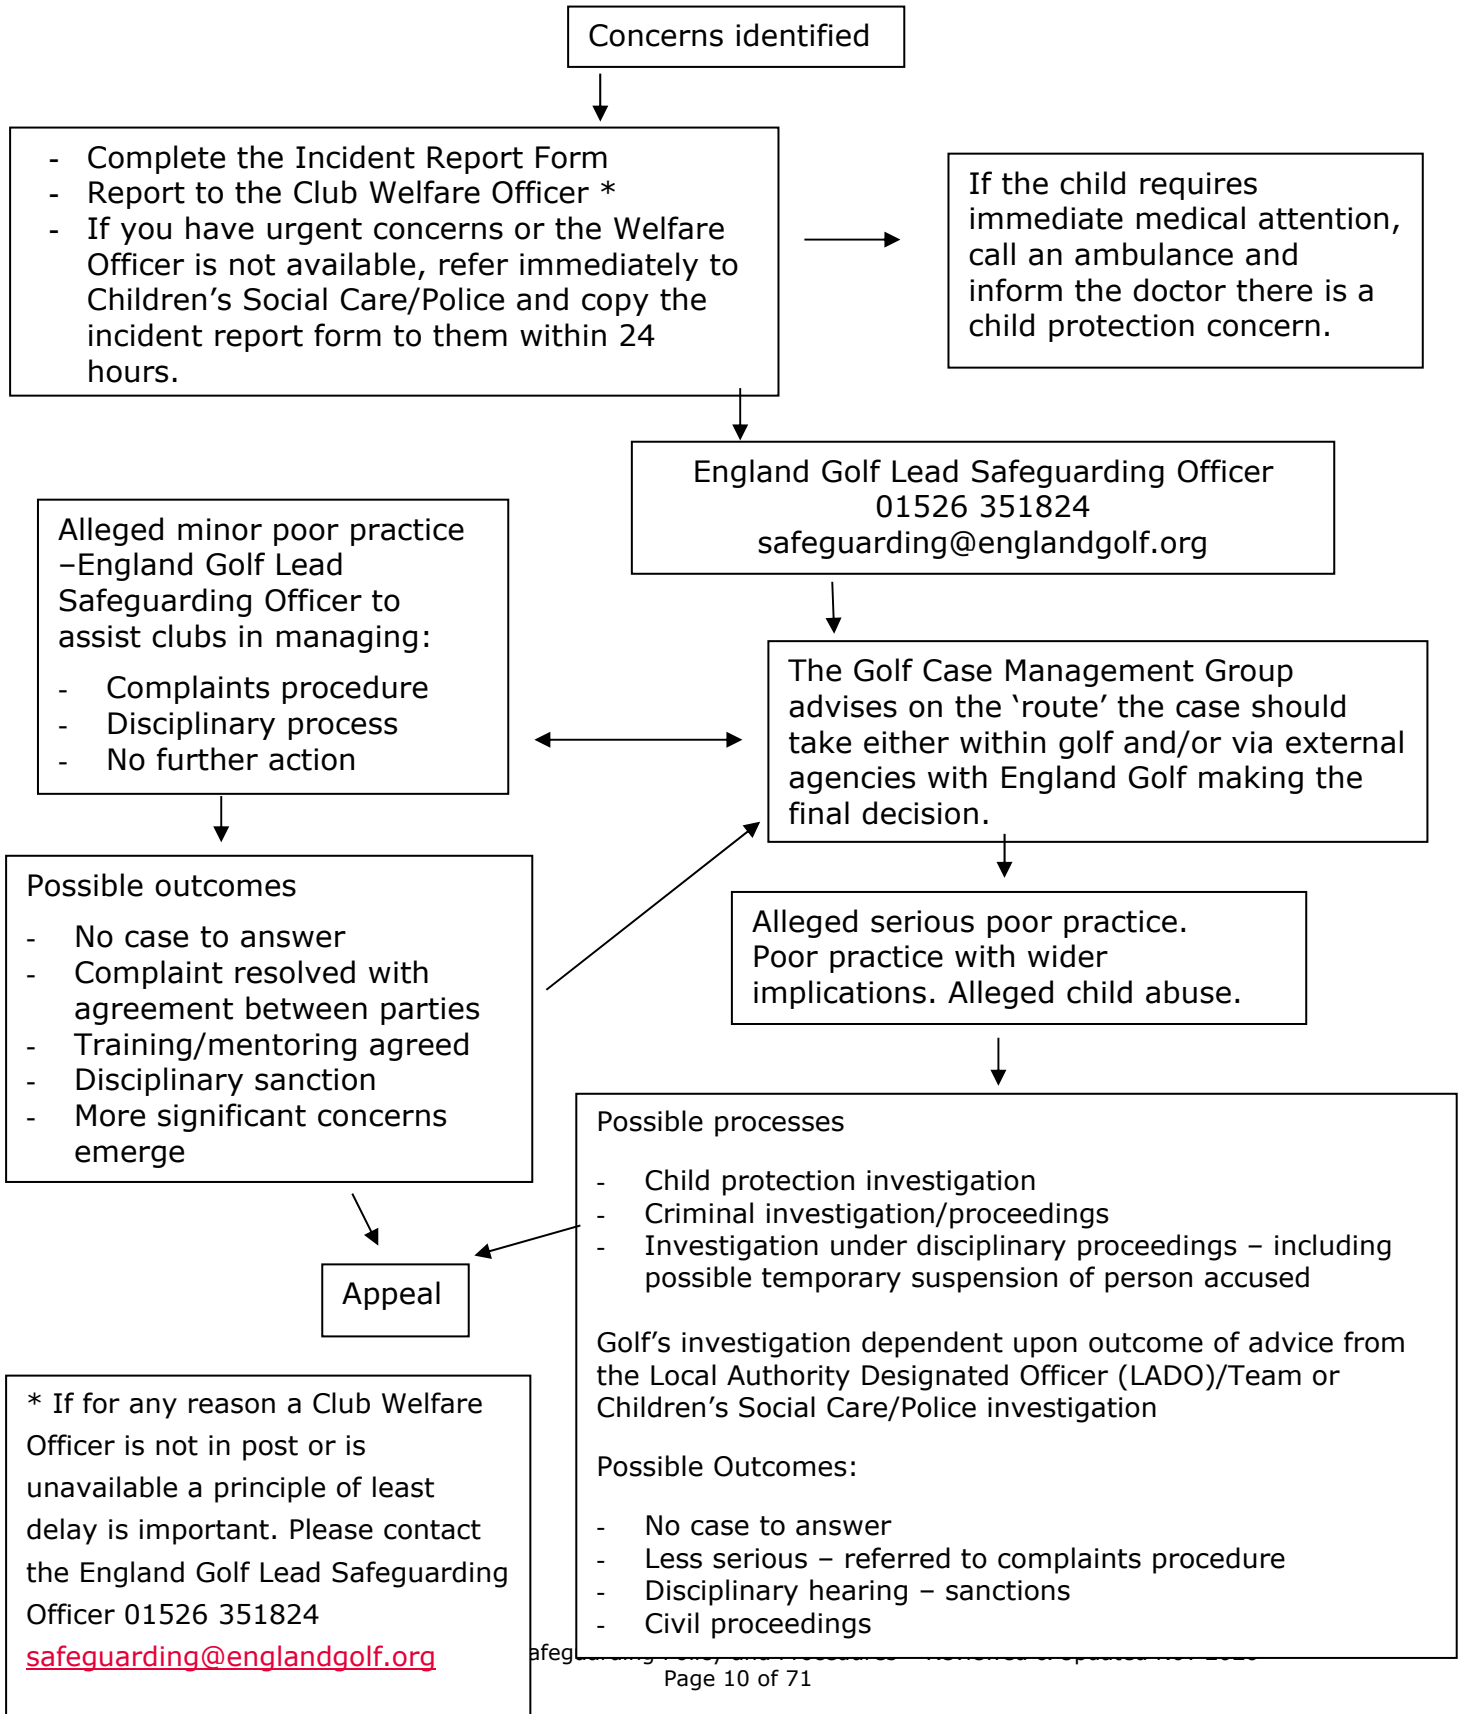 Concerns identified
- Complete the Incident Report Form
- Report to the Club Welfare Officer *
- If you have urgent concerns or the Welfare
Officer is not available, refer immediately to
Children’s Social Care/Police and copy the
incident report form to them within 24
hours.
If the child requires
immediate medical attention,
call an ambulance and
inform the doctor there is a
child protection concern.
England Golf Lead Safeguarding Officer
01526 351824
safeguarding@englandgolf.org
Alleged minor poor practice
–England Golf Lead
Safeguarding Officer to
assist clubs in managing:
- Complaints procedure
- Disciplinary process
- No further action
The Golf Case Management Group
advises on the ‘route’ the case should
take either within golf and/or via external
agencies with England Golf making the
final decision.
Possible outcomes
- No case to answer
- Complaint resolved with
agreement between parties
- Training/mentoring agreed
- Disciplinary sanction
- More significant concerns
emerge
Alleged serious poor practice.
Poor practice with wider
implications. Alleged child abuse.
Possible processes
- Child protection investigation
- Criminal investigation/proceedings
- Investigation under disciplinary proceedings – including
possible temporary suspension of person accused
Golf’s investigation dependent upon outcome of advice from
the Local Authority Designated Officer (LADO)/Team or
Children’s Social Care/Police investigation
Possible Outcomes:
- No case to answer
- Less serious – referred to complaints procedure
- Disciplinary hearing – sanctions
- Civil proceedings
Appeal
* If for any reason a Club Welfare
Officer is not in post or is
unavailable a principle of least
delay is important. Please contact
the England Golf Lead Safeguarding
Officer 01526 351824
safeguarding@englandgolf.org
Page 10 of 71